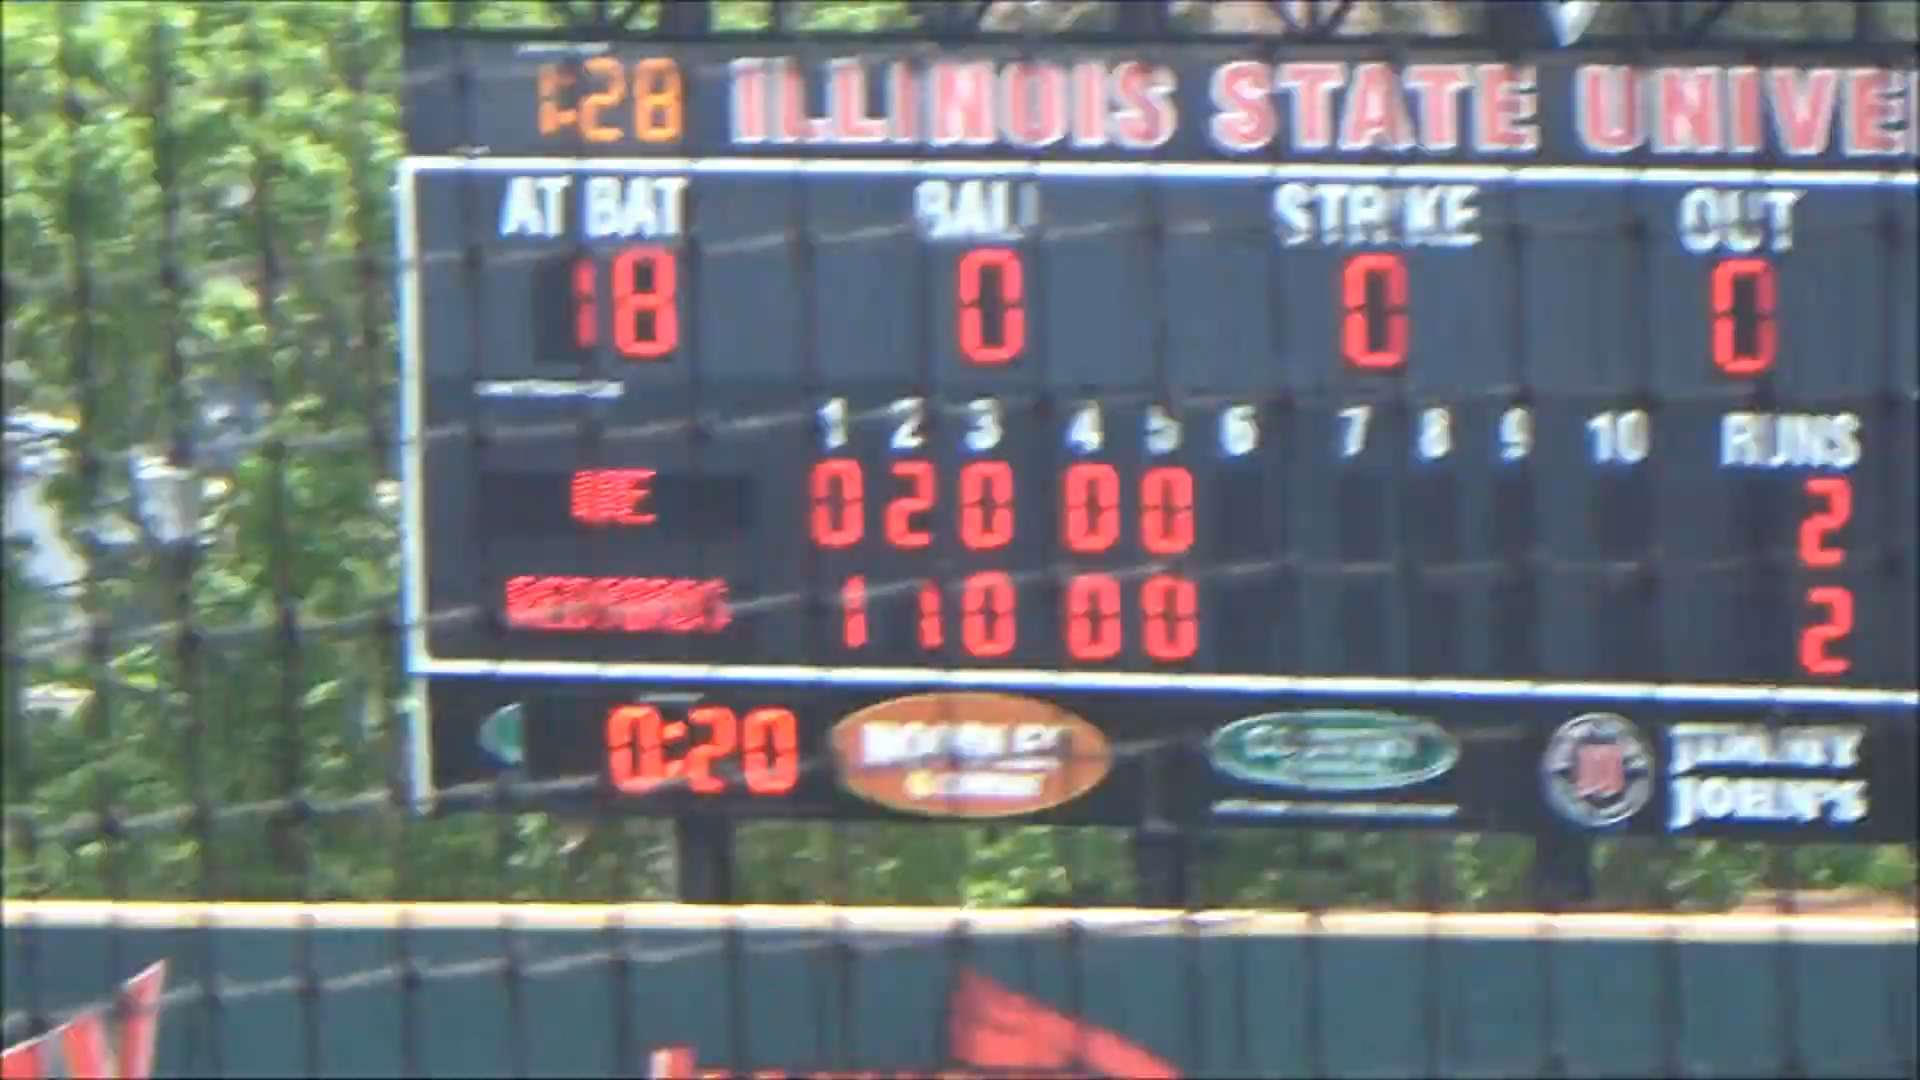 1:28 ILLINOIS STATE UNIVE
AT BAT BALL STRIKE OUT
18 0 0 0
1 2 3 4 5 6 7 8 9 10 RUNS
0 2 0 0 0 2
REDBIRDS 1 1 0 0 0 2
0:20 JIMMY
JOHN'S